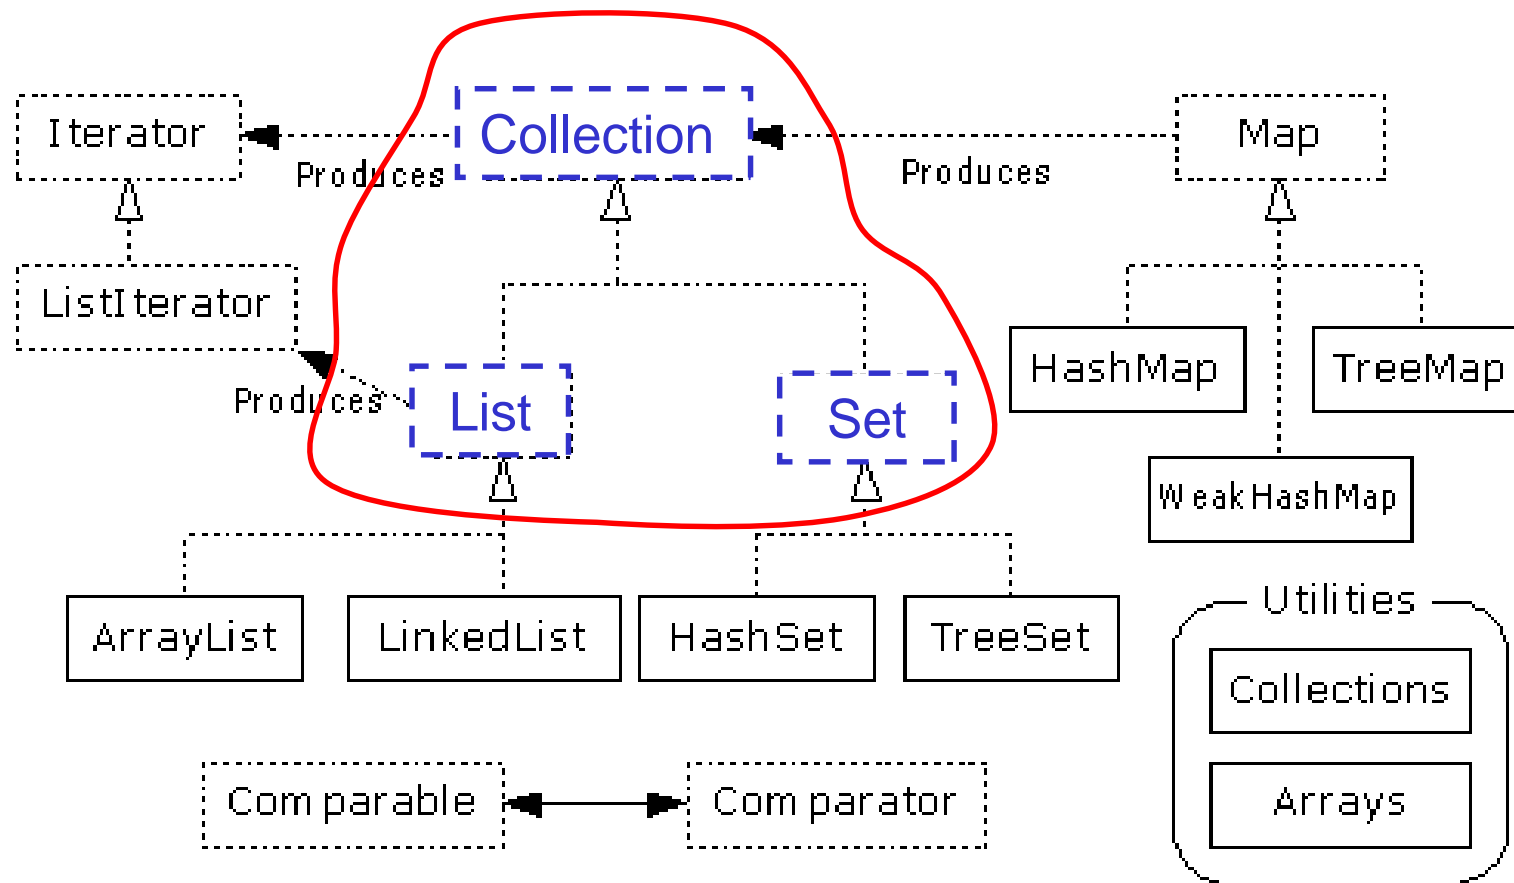 Iterator
Collection
Map
Produces
Produces
ListIterator
HashMap
TreeMap
Produces
List
Set
WeakHashMap
Utilities
ArrayList
LinkedList
HashSet
TreeSet
Collections
Comparable
Comparator
Arrays